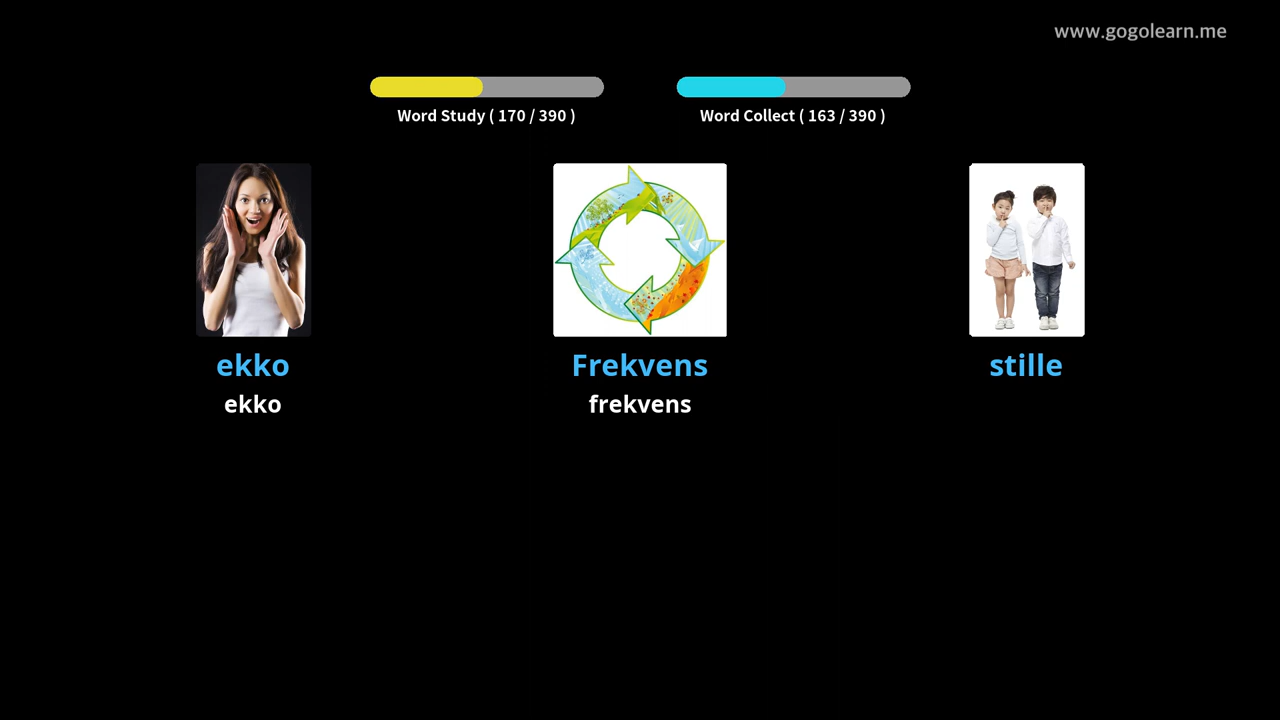 www.gogolearn.me
Word Study ( 170 / 390 )
Word Collect ( 163 / 390 )
ekko
Frekvens
stille
ekko
frekvens